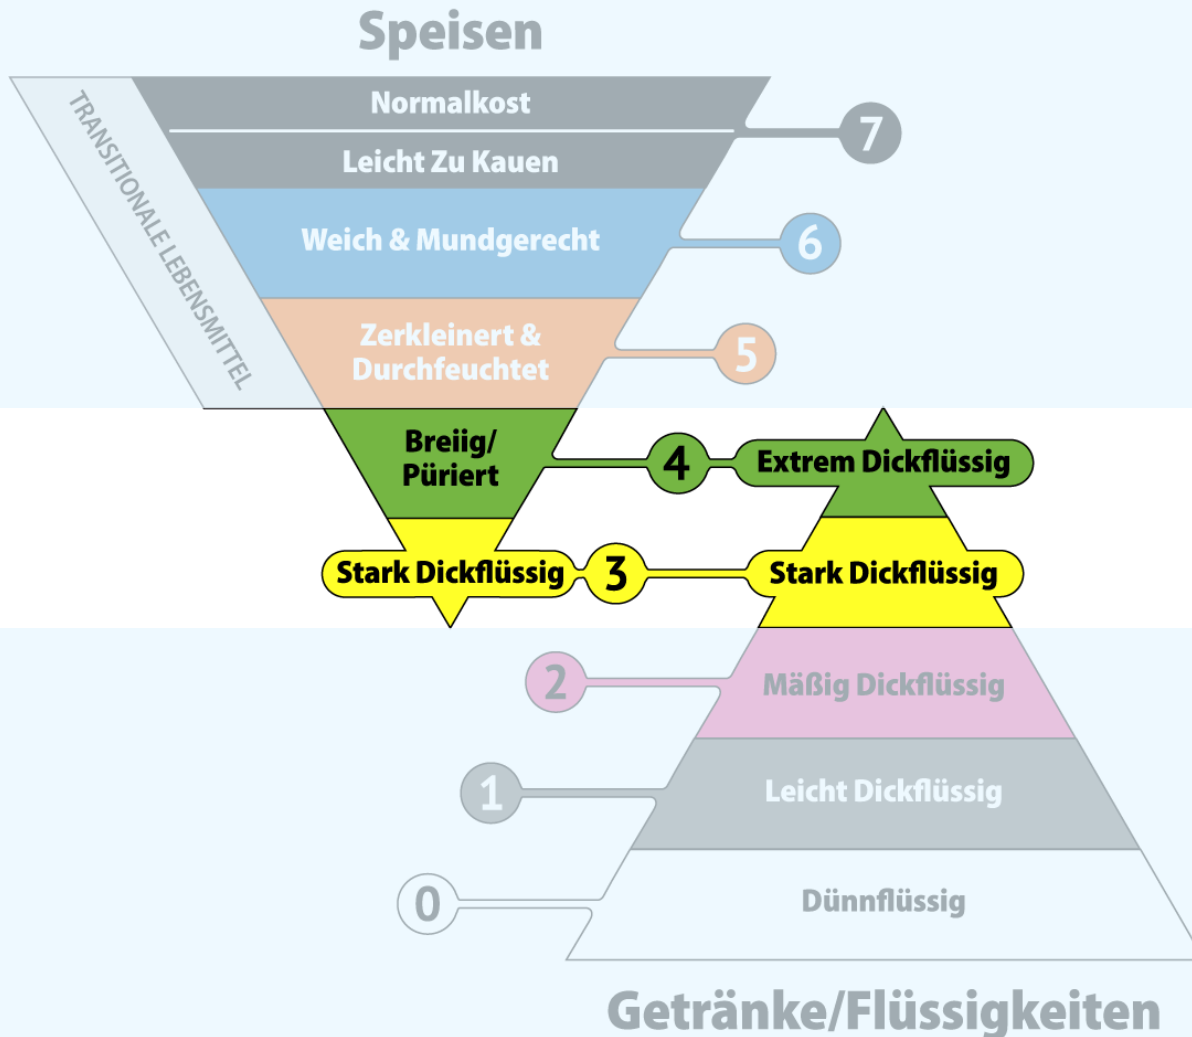 Speisen
TRANSITIONALE LEBENSMITTEL
Normalkost
7
Leicht Zu Kauen
Weich & Mundgerecht
6
Zerkleinert &
Durchfeuchtet
5
Breiig/
Püriert
4
Extrem Dickflüssig
Stark Dickflüssig
3
Stark Dickflüssig
2
Mäßig Dickflüssig
1
Leicht Dickflüssig
0
Dünnflüssig
Getränke/Flüssigkeiten